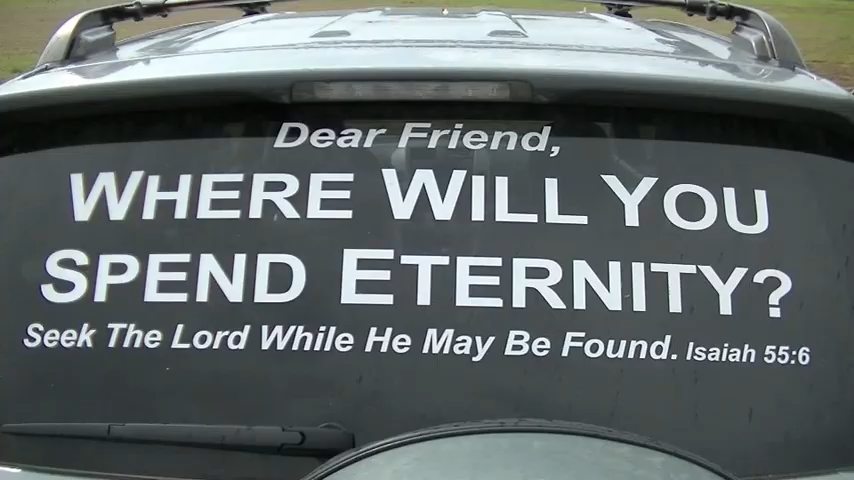 Dear Friend,
WHERE WILL YOU
SPEND ETERNITY?
Seek The Lord While He May Be Found. Isaiah 55:6